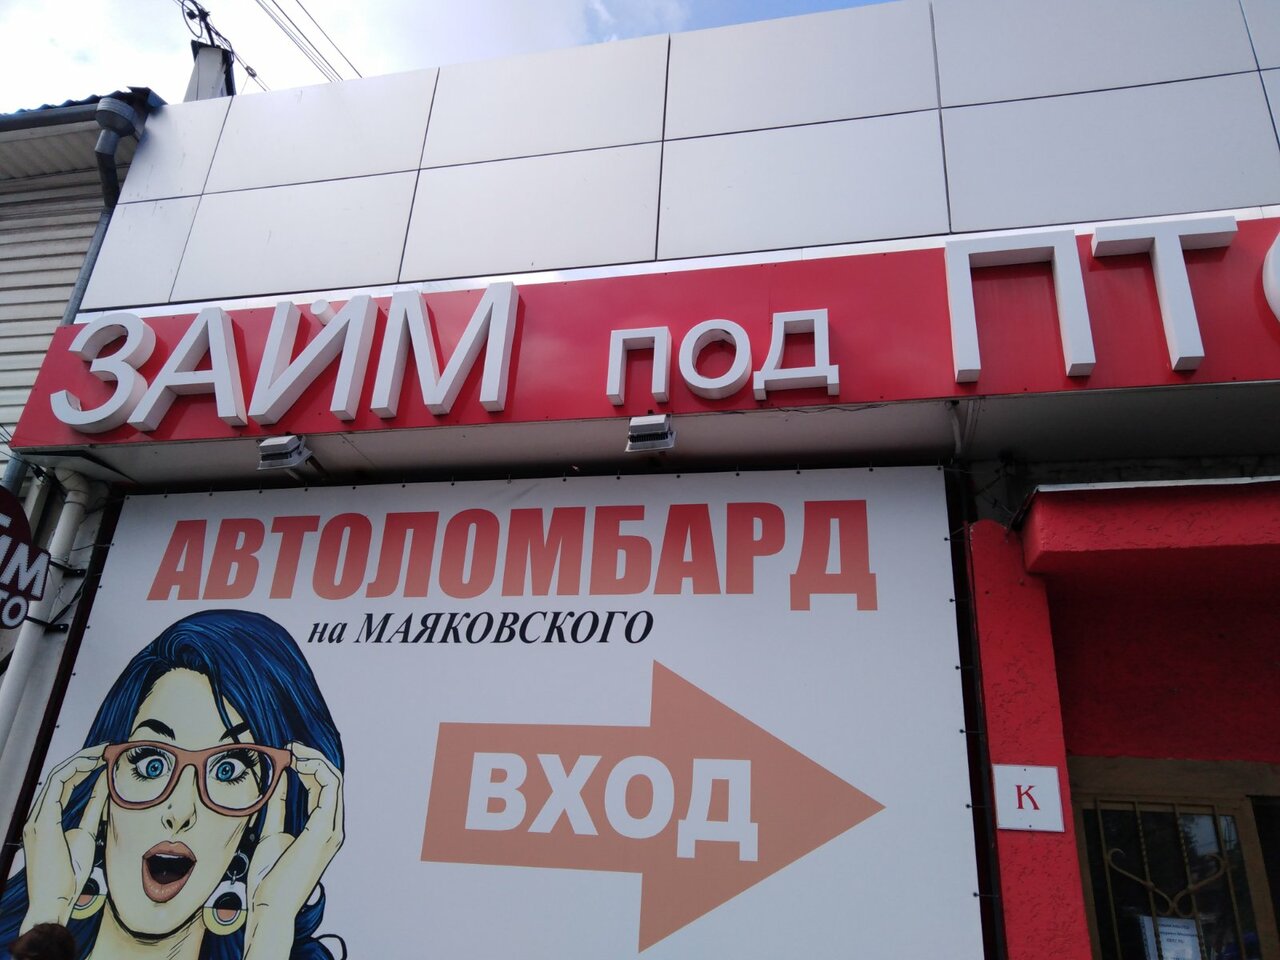 ЗАЙМ под ПТ
АВТОЛОМБАРД
на МАЯКОВСКОГО
ВХОД
К